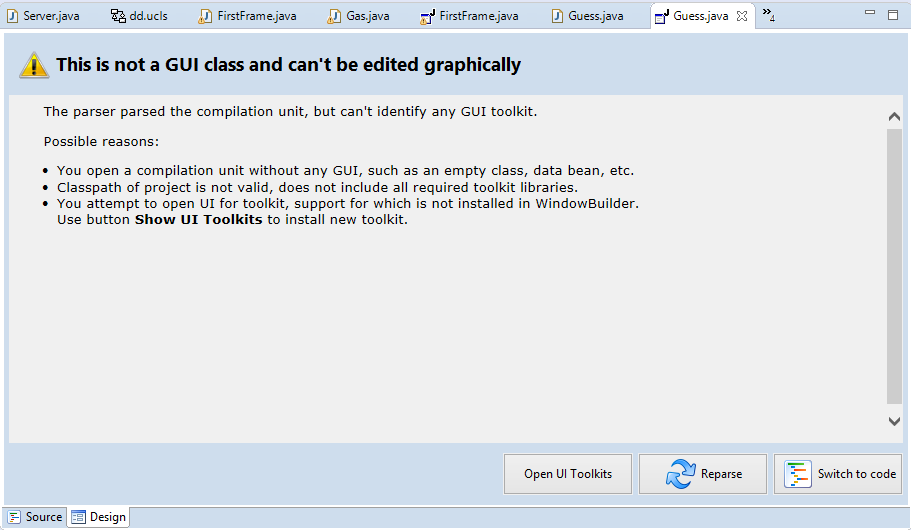 Server.java dd.ucls FirstFrame.java Gas.java FirstFrame.java Guess.java Guess.java »4
This is not a GUI class and can't be edited graphically
The parser parsed the compilation unit, but can't identify any GUI toolkit.
Possible reasons:
• You open a compilation unit without any GUI, such as an empty class, data bean, etc.
• Classpath of project is not valid, does not include all required toolkit libraries.
• You attempt to open UI for toolkit, support for which is not installed in WindowBuilder.
Use button Show UI Toolkits to install new toolkit.
Open UI Toolkits Reparse Switch to code
Source Design